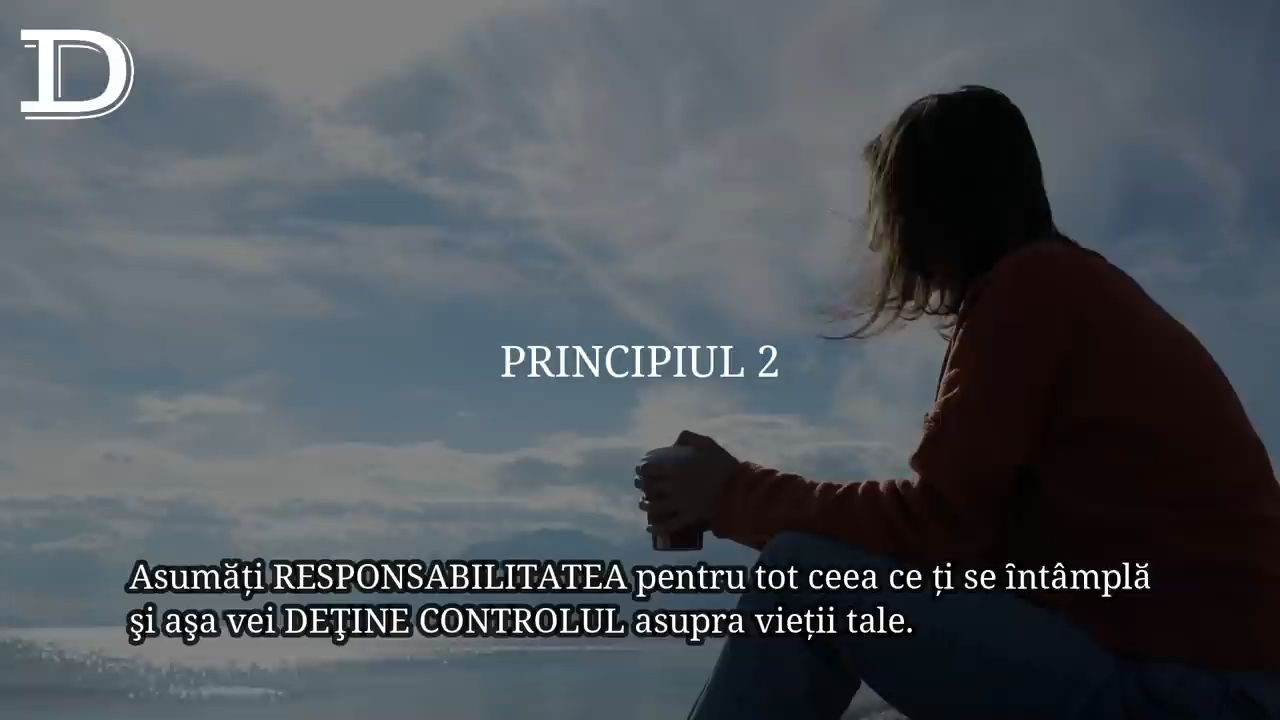 D
PRINCIPIUL 2
Asumăți RESPONSABILITATEA pentru tot ceea ce ți se întâmplă
şi aşa vei DEŢINE CONTROLUL asupra vieții tale.